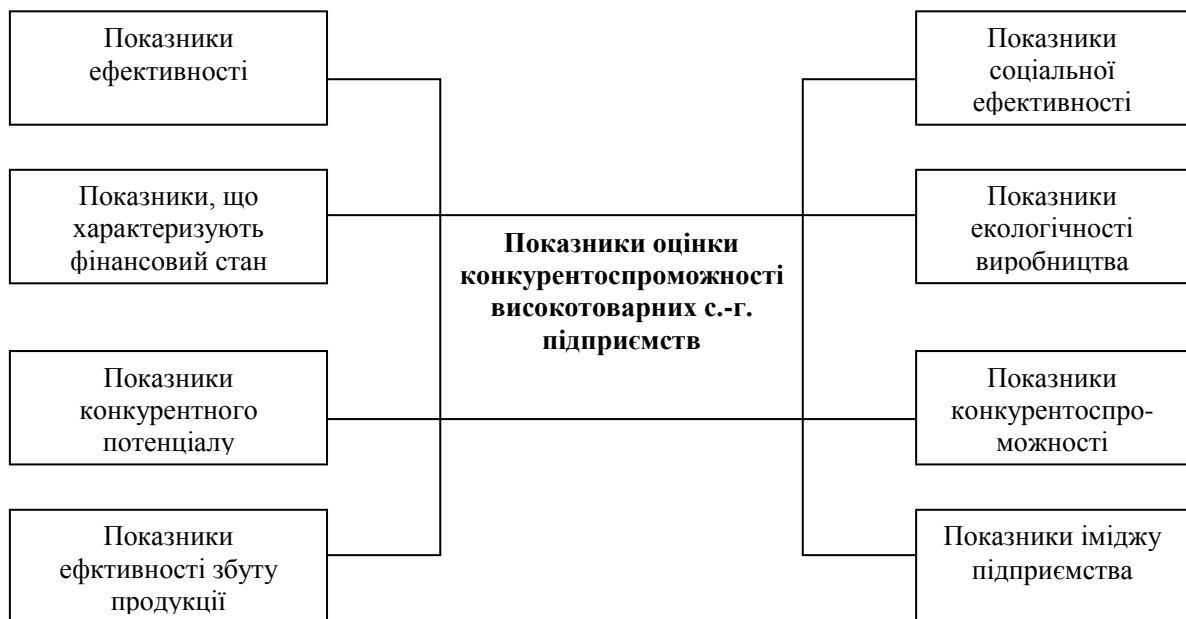 Показники
ефективності
Показники, що
характеризують
фінансовий стан
Показники
конкурентного
потенціалу
Показники
ефктивності збуту
продукції
Показники оцінки
конкурентоспроможності
високотоварних с.-г.
підприємств
Показники
соціальної
ефективності
Показники
екологічності
виробництва
Показники
конкурентоспро-
можності
Показники іміджу
підприємства